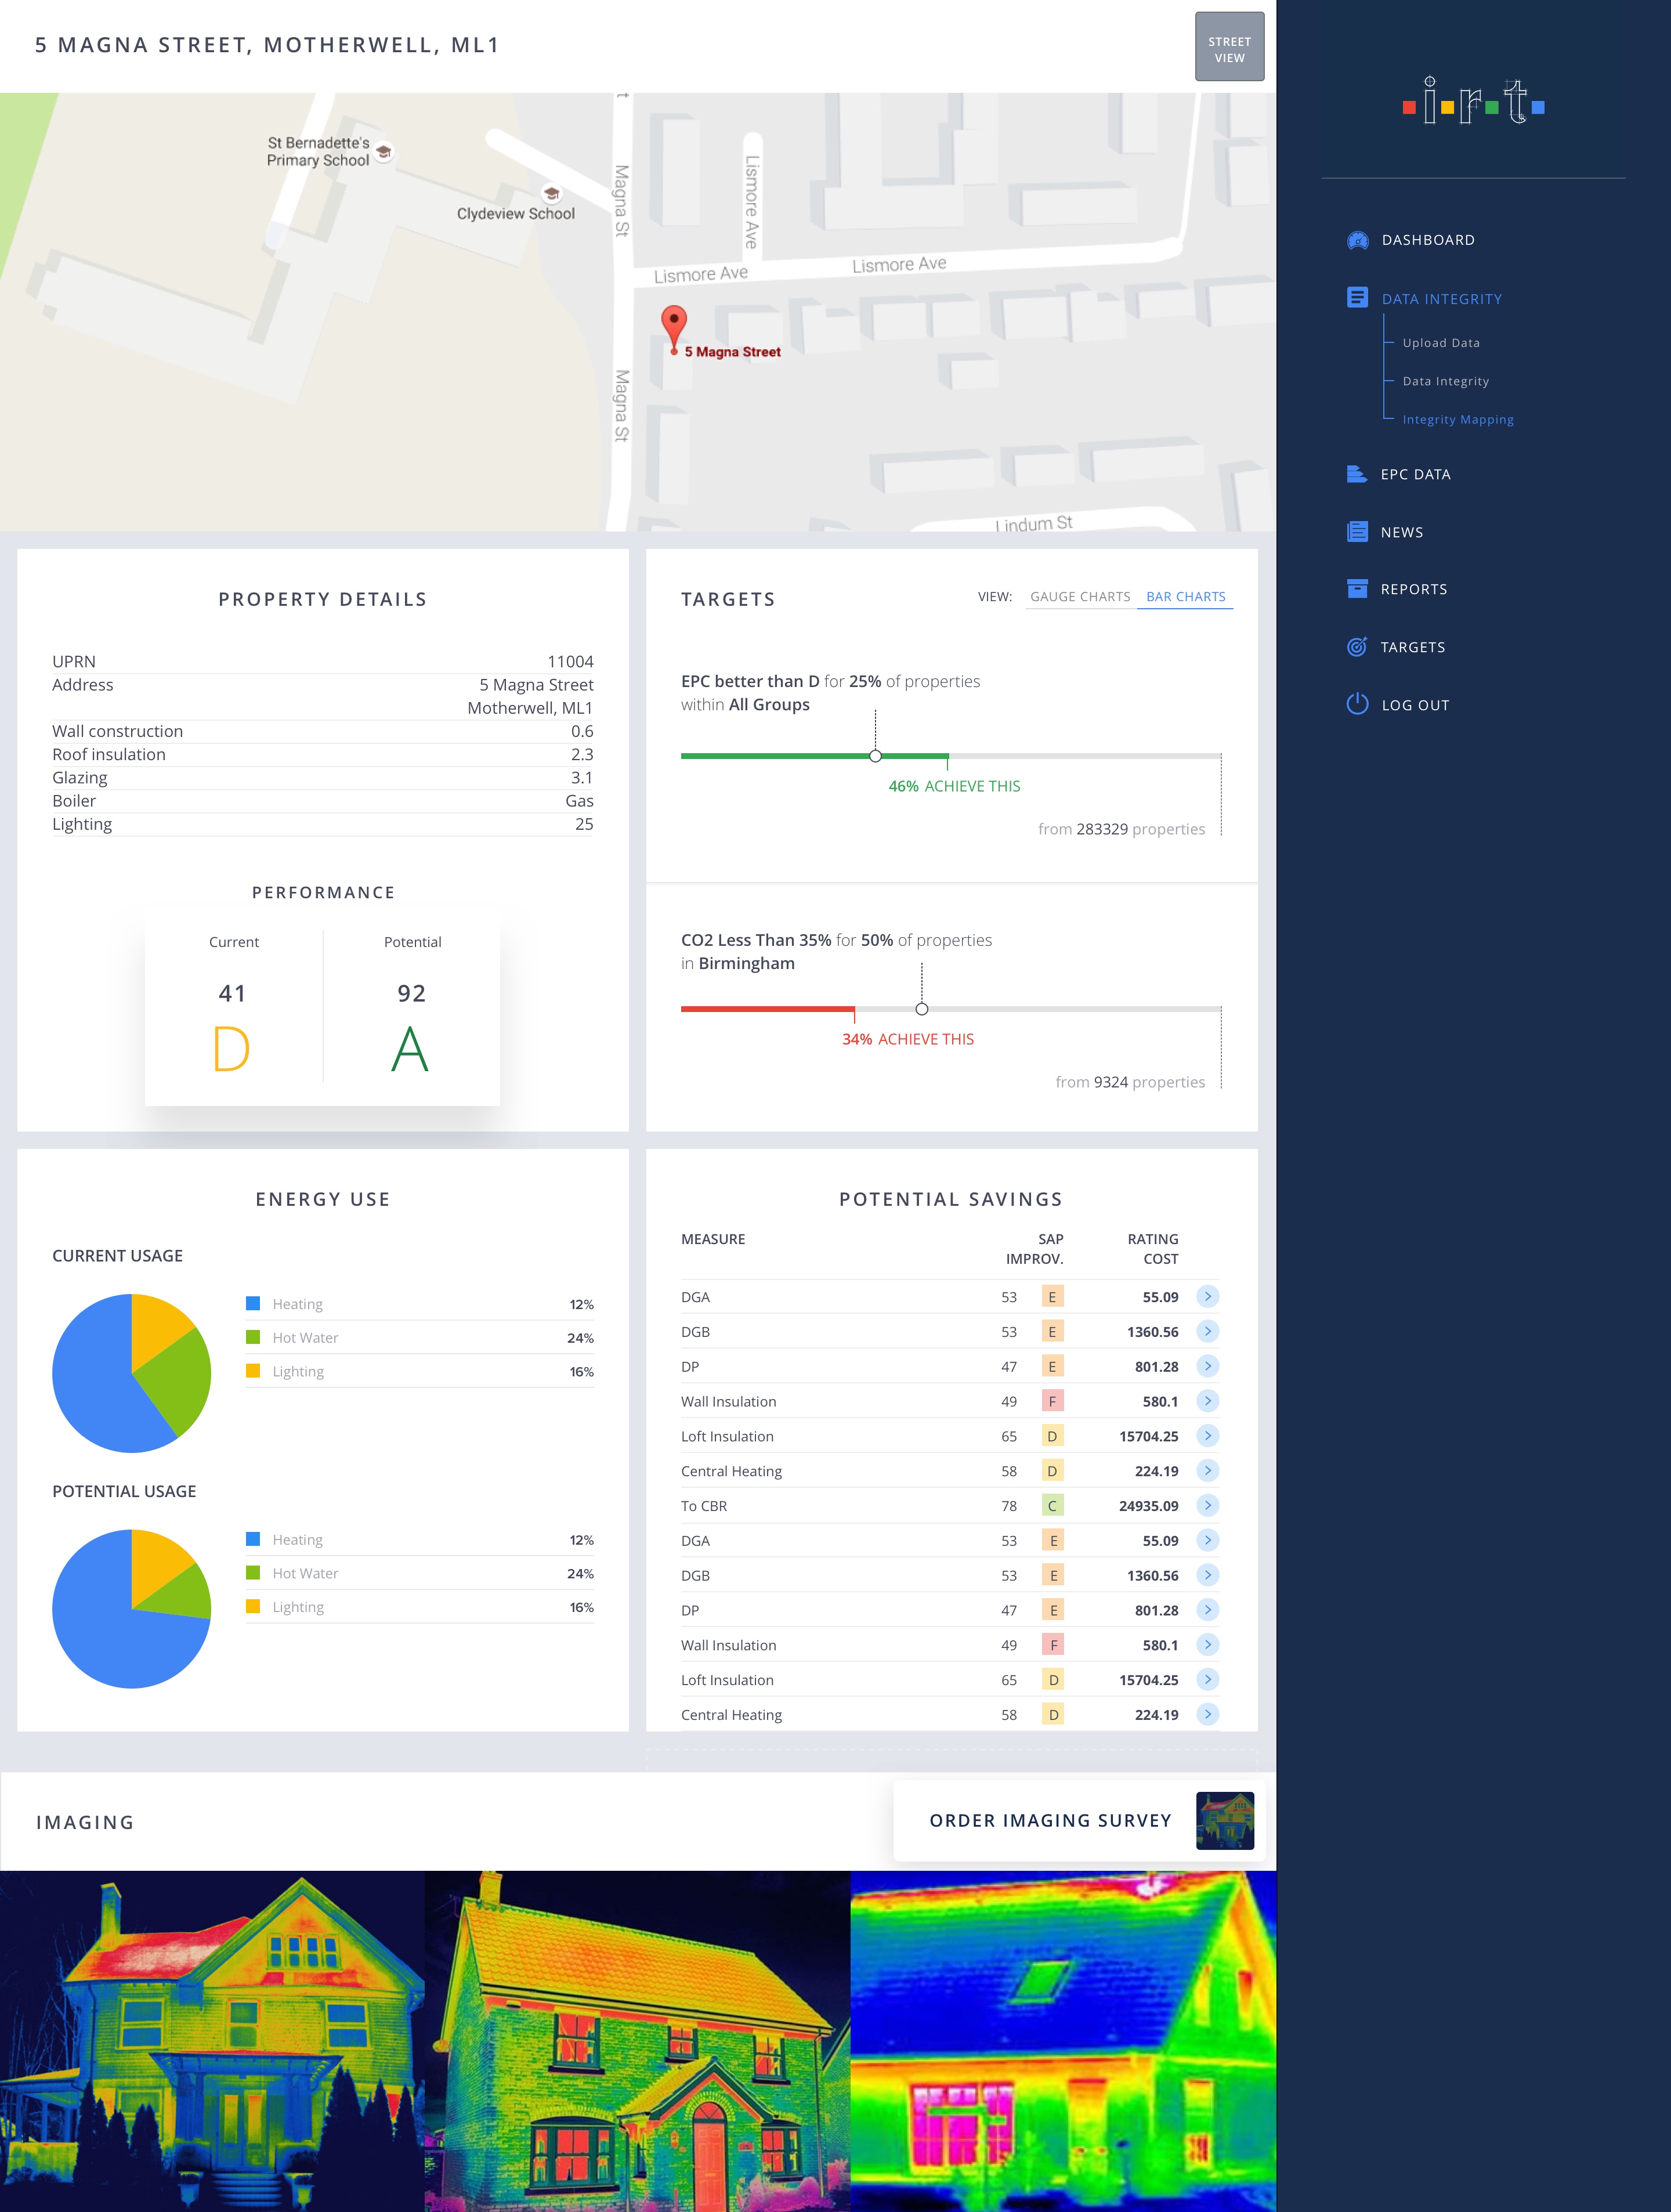 5 MAGNA STREET, MOTHERWELL, ML1
STREET
VIEW
i r t
St Bernadette's
Primary School
Clydeview School
Magna St
Lismore Ave
Lismore Ave
Lismore Ave
5 Magna Street
Magna St
Lindum St
DASHBOARD
DATA INTEGRITY
Upload Data
Data Integrity
Integrity Mapping
EPC DATA
NEWS
REPORTS
TARGETS
LOG OUT
PROPERTY DETAILS
UPRN 11004
Address 5 Magna Street
Motherwell, ML1
Wall construction 0.6
Roof insulation 2.3
Glazing 3.1
Boiler Gas
Lighting 25
PERFORMANCE
Current Potential
41 92
D A
TARGETS
VIEW: GAUGE CHARTS BAR CHARTS
EPC better than D for 25% of properties
within All Groups
46% ACHIEVE THIS
from 283329 properties
CO2 Less Than 35% for 50% of properties
in Birmingham
34% ACHIEVE THIS
from 9324 properties
ENERGY USE
CURRENT USAGE
Heating 12%
Hot Water 24%
Lighting 16%
POTENTIAL USAGE
Heating 12%
Hot Water 24%
Lighting 16%
POTENTIAL SAVINGS
MEASURE SAP RATING
IMPROV. COST
DGA 53 E 55.09
DGB 53 E 1360.56
DP 47 E 801.28
Wall Insulation 49 F 580.1
Loft Insulation 65 D 15704.25
Central Heating 58 D 224.19
To CBR 78 C 24935.09
DGA 53 E 55.09
DGB 53 E 1360.56
DP 47 E 801.28
Wall Insulation 49 F 580.1
Loft Insulation 65 D 15704.25
Central Heating 58 D 224.19
IMAGING
ORDER IMAGING SURVEY